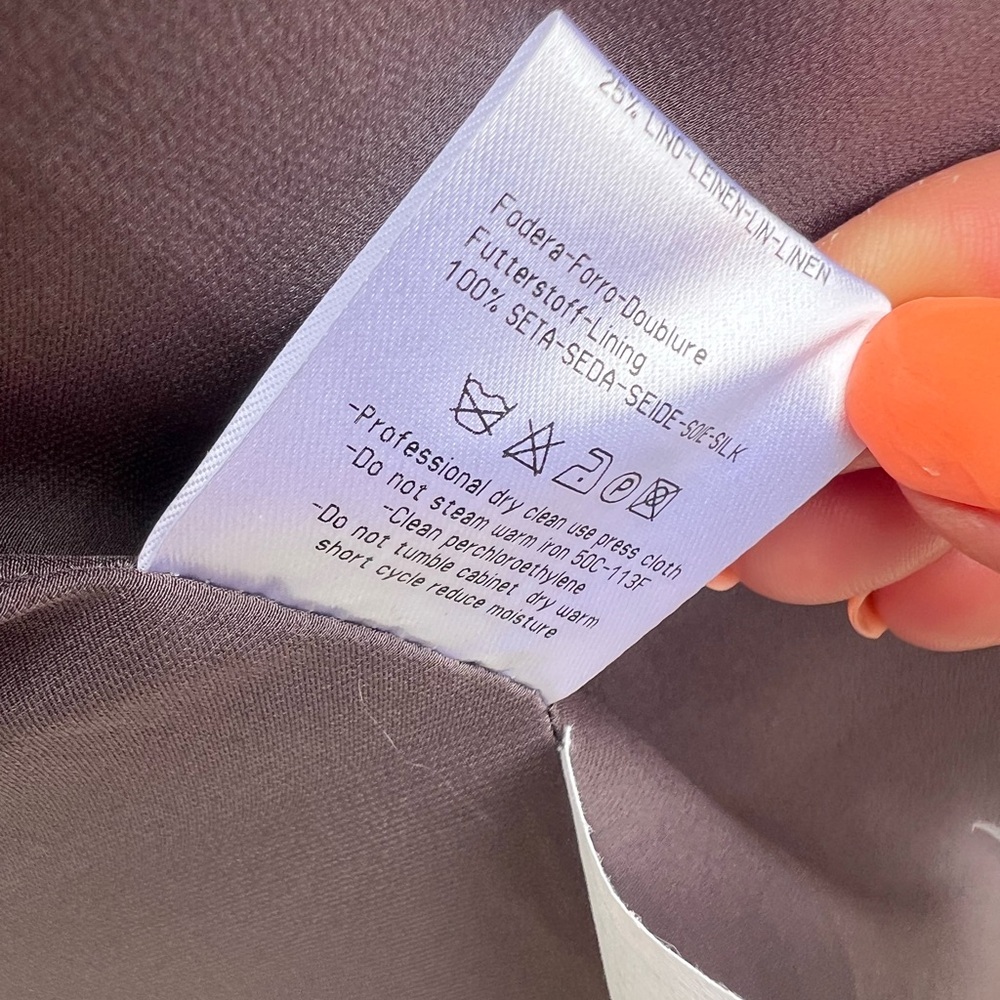 25% LINO-LEINEN-LIN-LINEN
Fodera-Forro-Doublure
Futterstoff-Lining
100% SETA-SEDA-SEIDE-SOIE-SILK
P
-Professional dry clean use press cloth
-Do not steam warm iron 50C-113F
-Clean perchloroethylene
-Do not tumble cabinet dry warm
short cycle reduce moisture